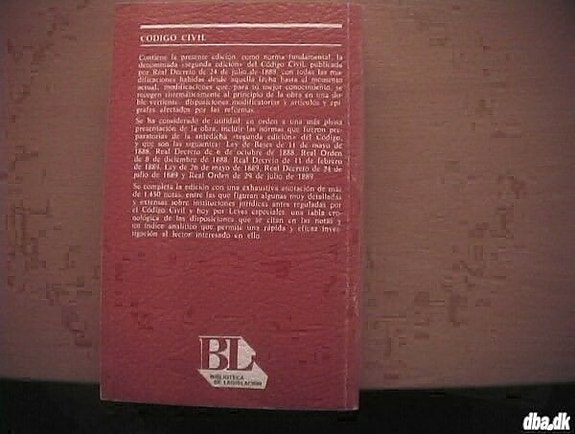 CODIGO CIVIL
Contiene la presente edición, como norma fundamental, la
denominada «segunda edición» del Código Civil, publicada
por Real Decreto de 24 de julio de 1889, con todas las mo-
dificaciones habidas desde aquella fecha hasta el momento
actual, modificaciones que, para su mejor conocimiento, se
recogen sistemáticamente al principio de la obra en una do-
ble vertiente: disposiciones modificatorias y artículos y epí-
grafes afectados por las reformas.
Se ha considerado de utilidad, en orden a una más plena
presentación de la obra, incluir las normas que fueron pre-
paratorias de la antedicha «segunda edición» del Código,
y que son las siguientes: Ley de Bases de 11 de mayo
de 1888, Real Decreto de 6 de octubre de 1888, Real Orden
de 8 de diciembre de 1888, Real Decreto de 11 de febrero
de 1889, Ley de 26 de mayo de 1889, Real Decreto de 24 de
julio de 1889 y Real Orden de 29 de julio de 1889.
Se completa la edición con una exhaustiva anotación de más
de 1.450 notas, entre las que figuran algunas muy detalladas
y extensas sobre instituciones jurídicas antes reguladas por
el Código Civil y hoy por Leyes especiales, una tabla cro-
nológica de las disposiciones que se citan en las notas y
un índice analítico que permite una rápida y eficaz inves-
tigación al lector interesado en ello.
BL
BIBLIOTECA
DE LEGISLACION
dba.dk